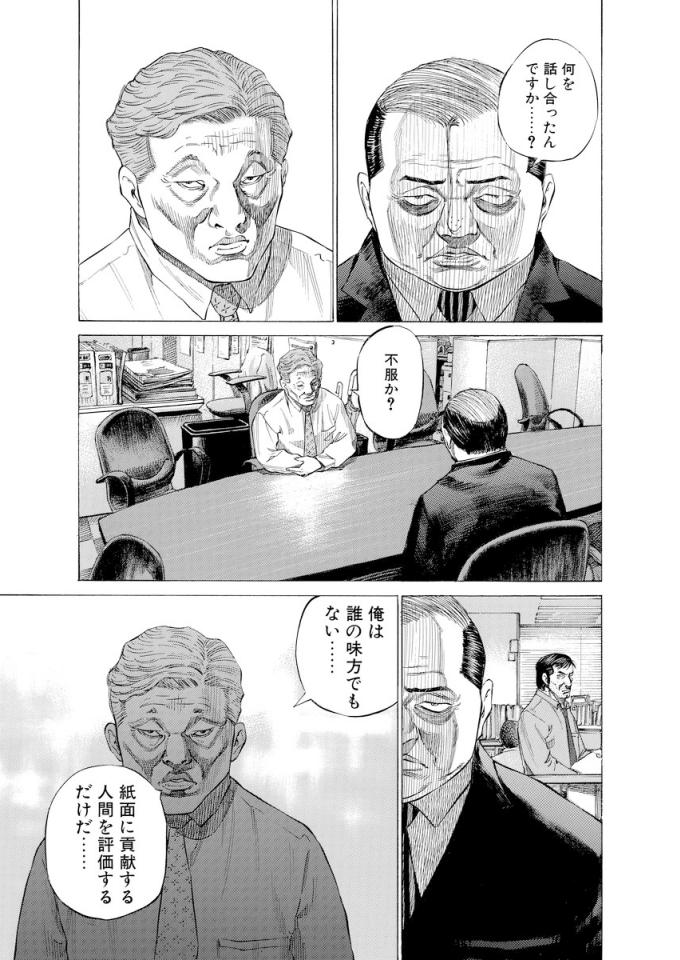 何を
話し合ったん
ですか……？
不服か？
俺は
誰の味方でも
ない……
紙面に貢献する
人間を評価する
だけだ……